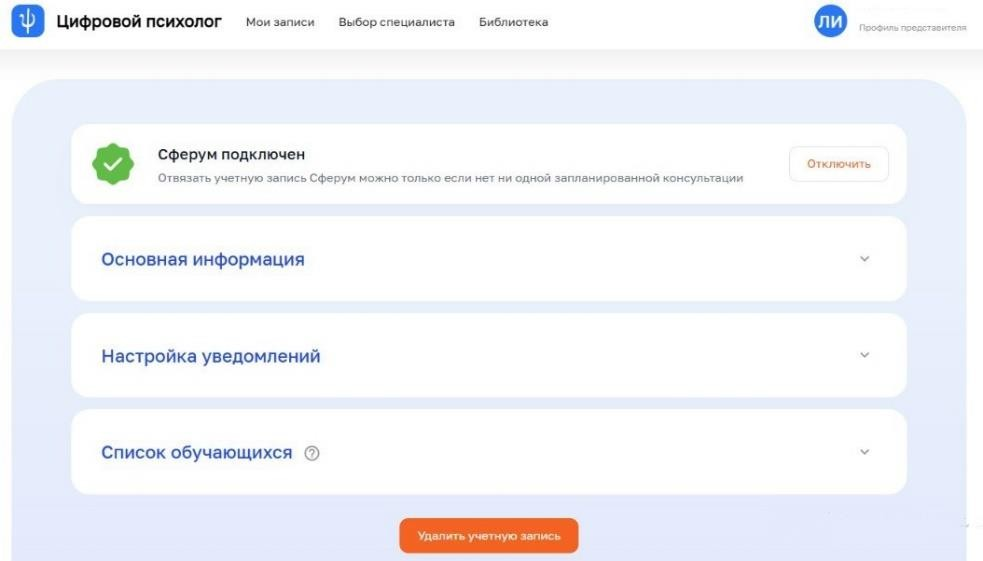 Ψ Цифровой психолог Мои записи Выбор специалиста Библиотека ЛИ Профиль представителя
Сферум подключен
Отвязать учетную запись Сферум можно только если нет ни одной запланированной консультации
Отключить
Основная информация
Настройка уведомлений
Список обучающихся ?
Удалить учетную запись